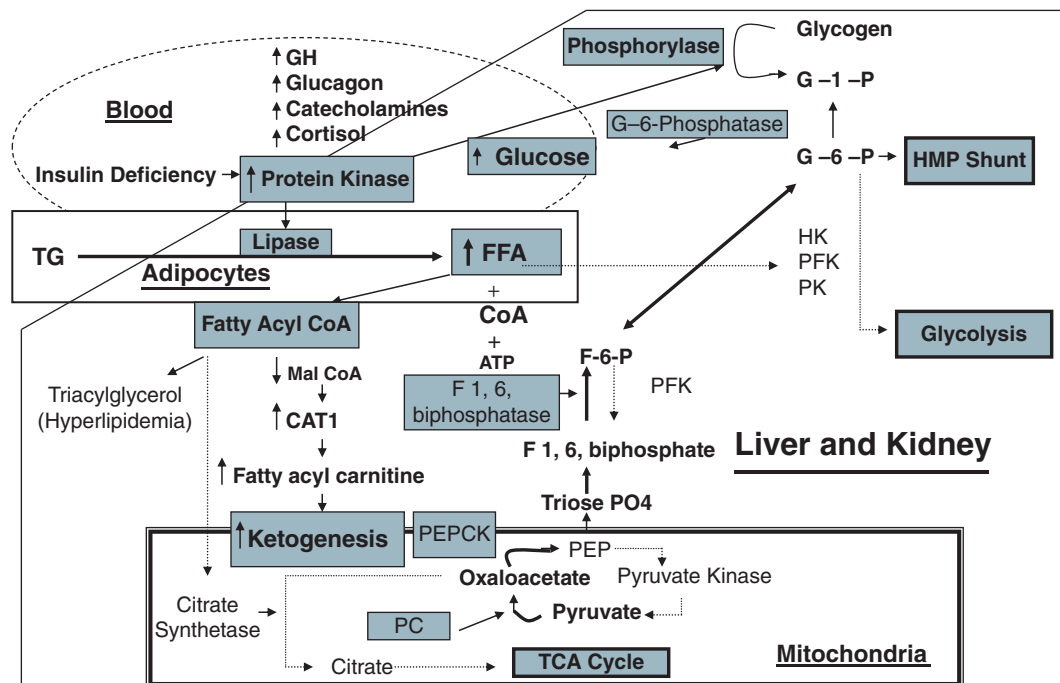 GH
Glucagon
Catecholamines
Cortisol
Blood
Insulin Deficiency
Protein Kinase
Glucose
Phosphorylase
Glycogen
G –1 –P
G–6-Phosphatase
G –6 –P
HMP Shunt
TG
Lipase
Adipocytes
FFA
HK
PFK
PK
Glycolysis
+
CoA
+
ATP
Fatty Acyl CoA
Triacylglycerol
(Hyperlipidemia)
Mal CoA
CAT1
Fatty acyl carnitine
F-6-P
F 1, 6,
biphosphatase
PFK
F 1, 6, biphosphate
Liver and Kidney
Triose PO4
Ketogenesis
PEPCK
PEP
Oxaloacetate
Pyruvate Kinase
Citrate
Synthetase
PC
Pyruvate
Citrate
TCA Cycle
Mitochondria